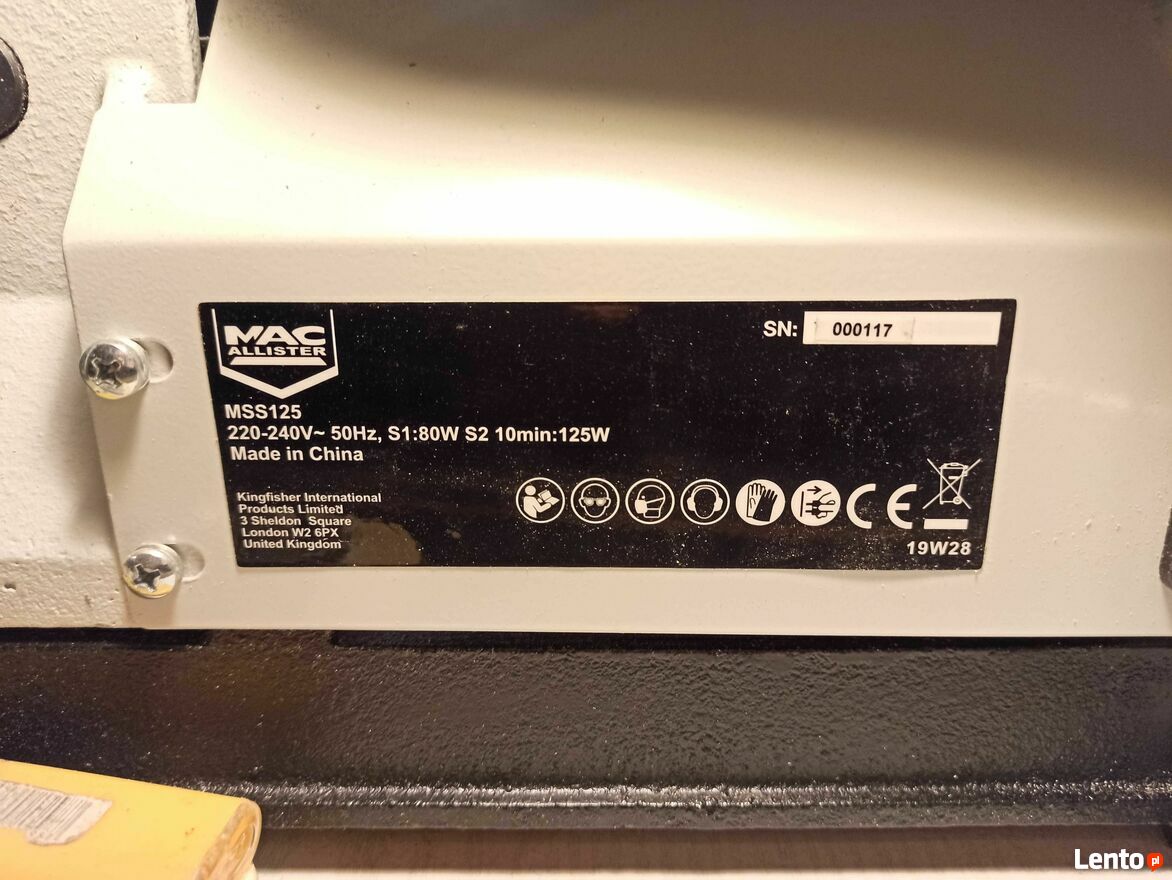 MAC
ALLISTER
SN: 000117
MSS125
220-240V~ 50Hz, S1:80W S2 10min:125W
Made in China
Kingfisher International
Products Limited
3 Sheldon Square
London W2 6PX
United Kingdom
CE
19W28
Lento pl